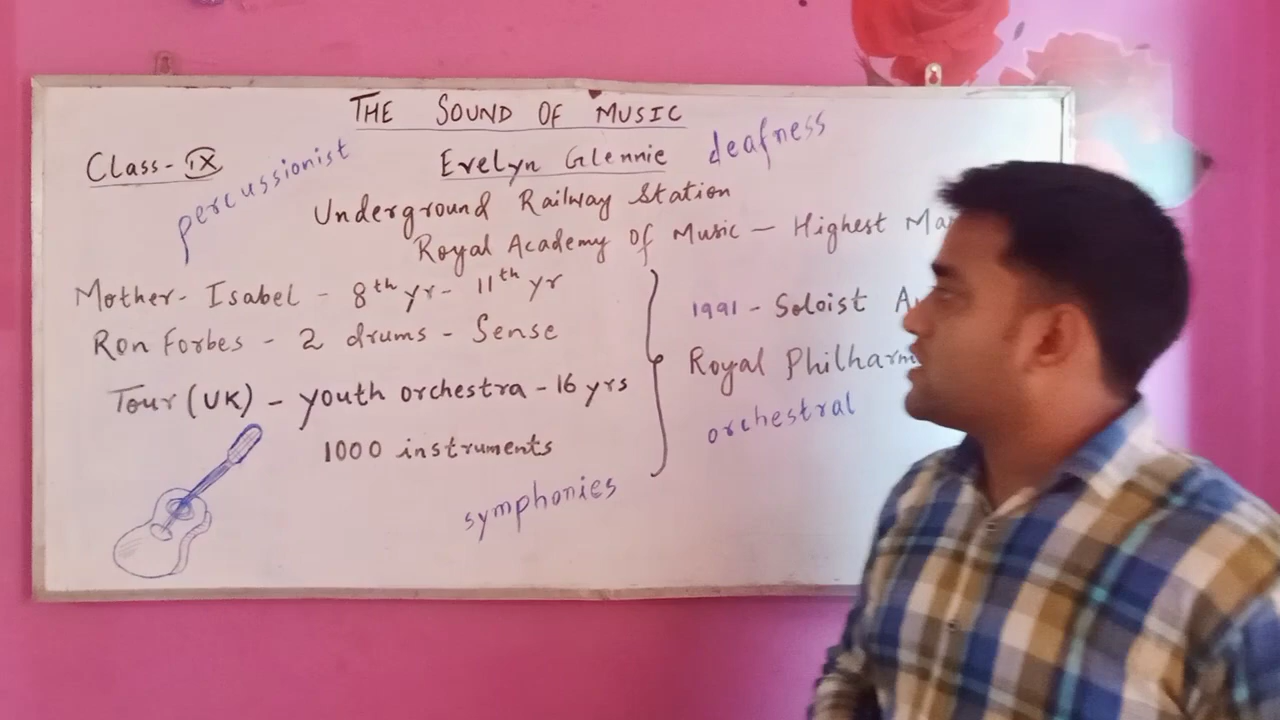 THE SOUND OF MUSIC
Class-IX
percussionist
Evelyn Glennie
deafness
Underground Railway Station
Royal Academy Of Music — Highest
Mother- Isabel - 8th yr- 11th yr
Ron Forbes - 2 drums - Sense
Tour (UK) - youth orchestra - 16 yrs
1000 instruments
symphonies
1991 - Soloist
Royal
orchestral